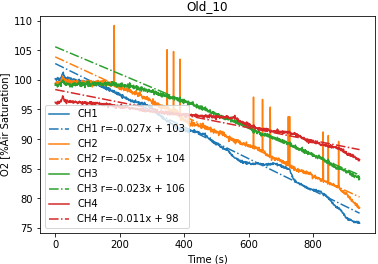 Old_10
O2 [%Air Saturation]
110
105
100
95
90
85
80
75
CH1
CH1 r=-0.027x + 103
CH2
CH2 r=-0.025x + 104
CH3
CH3 r=-0.023x + 106
CH4
CH4 r=-0.011x + 98
0 200 400 600 800
Time (s)